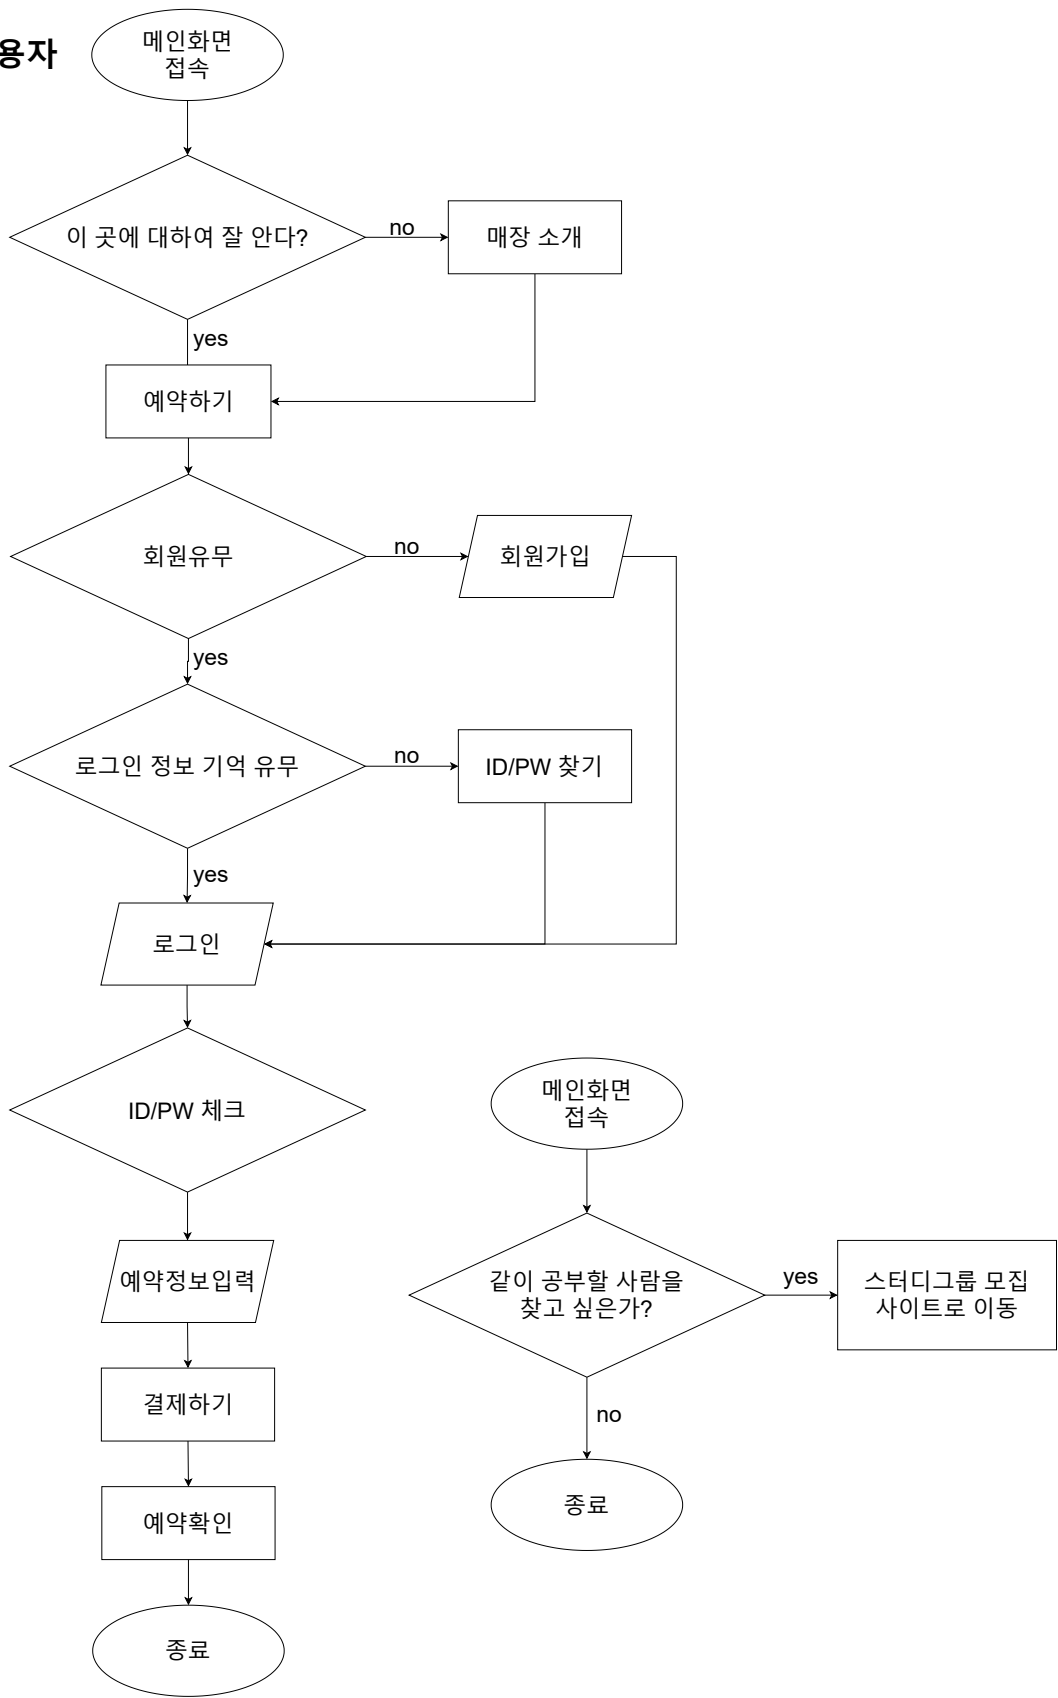 용자
메인화면
접속
이 곳에 대하여 잘 안다?
no
매장 소개
yes
예약하기
회원유무
no
회원가입
yes
로그인 정보 기억 유무
no
ID/PW 찾기
yes
로그인
ID/PW 체크
예약정보입력
결제하기
예약확인
종료
메인화면
접속
같이 공부할 사람을
찾고 싶은가?
yes
스터디그룹 모집
사이트로 이동
no
종료